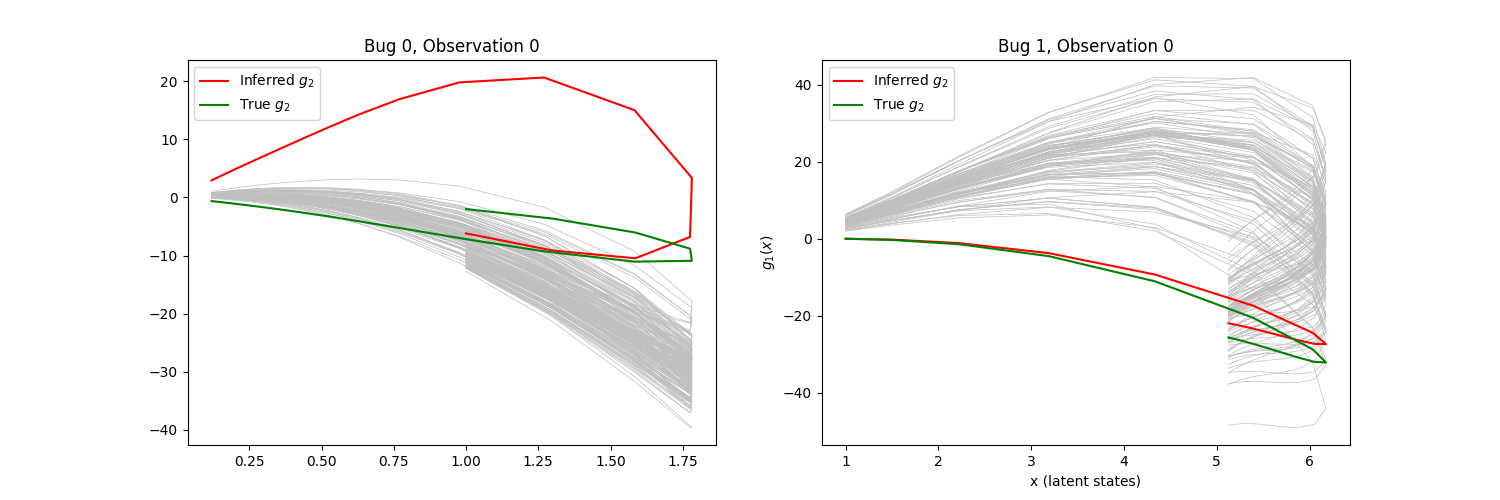 Bug 0, Observation 0
Inferred g₂
True g₂
20
10
0
−10
−20
−30
−40
0.25 0.50 0.75 1.00 1.25 1.50 1.75
Bug 1, Observation 0
Inferred g₂
True g₂
40
20
0
−20
−40
g₁(x)
1 2 3 4 5 6
x (latent states)